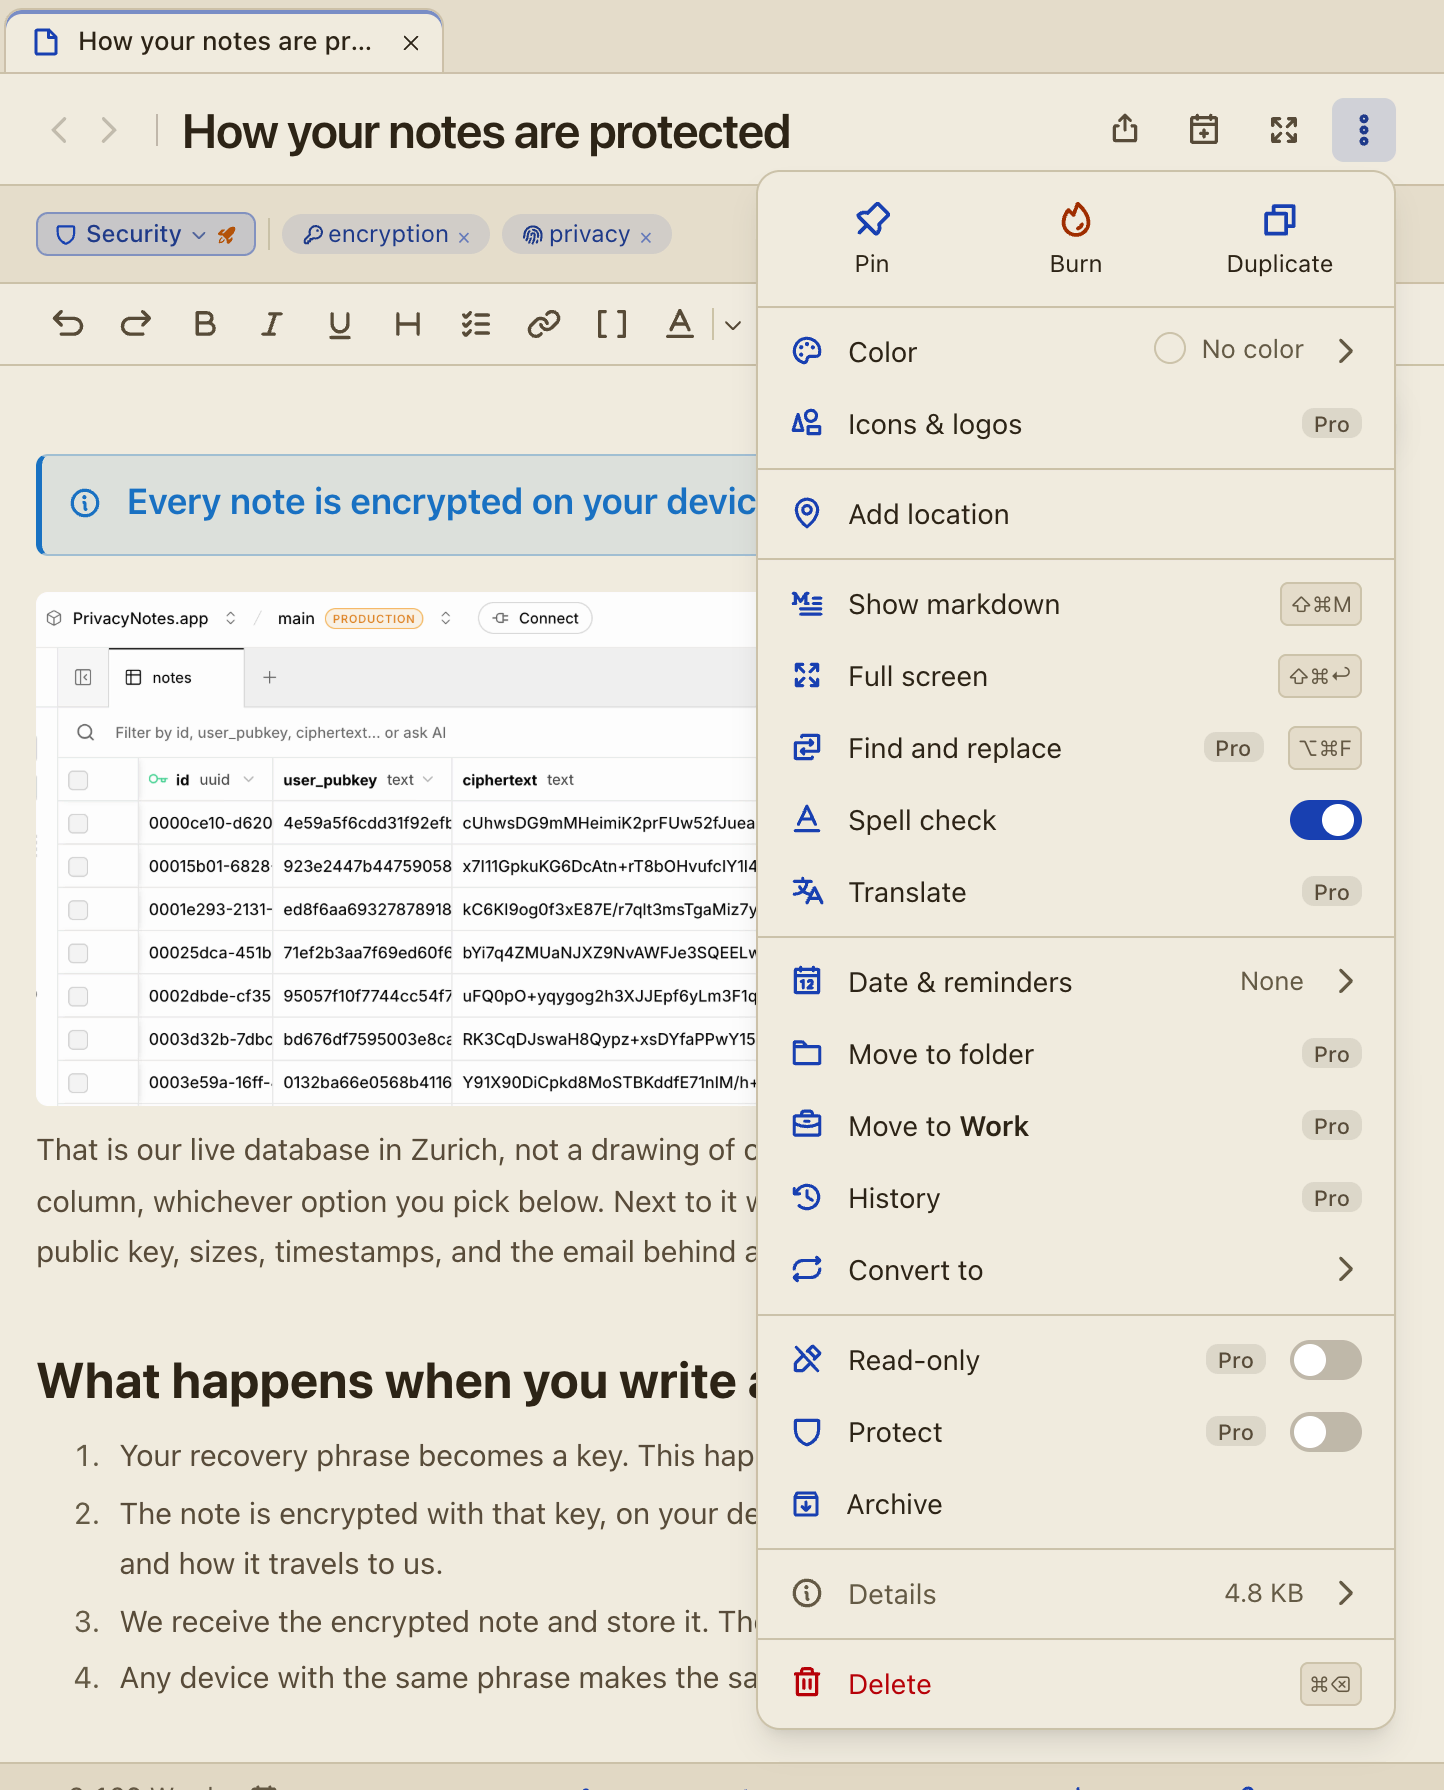 How your notes are pr...
How your notes are protected
Security
encryption ×
privacy ×
B I U H [ ] A
Pin
Burn
Duplicate
Color No color
Icons & logos Pro
Add location
Show markdown ⇧⌘M
Full screen ⇧⌘↩
Find and replace Pro ⌥⌘F
Spell check
Translate Pro
Date & reminders None
Move to folder Pro
Move to Work Pro
History Pro
Convert to
Read-only Pro
Protect Pro
Archive
Details 4.8 KB
Delete ⌘⌫
Every note is encrypted on your devic
PrivacyNotes.app / main PRODUCTION Connect
notes +
Filter by id, user_pubkey, ciphertext... or ask AI
id uuid user_pubkey text ciphertext text
0000ce10-d620 4e59a5f6cdd31f92efb cUhwsDG9mMHeimiK2prFUw52fJuea
00015b01-6828- 923e2447b44759058
0001e293-2131- ed8f6aa69327878918
00025dca-451b 71ef2b3aa7f69ed60f6
0002dbde-cf35 95057f10f7744cc54f7
0003d32b-7dbc bd676df7595003e8ca RK3CqDJswaH8Qypz+xsDYfaPPwY15
0003e59a-16ff- 0132ba66e0568b4116
That is our live database in Zurich, not a drawing of
column, whichever option you pick below. Next to it
public key, sizes, timestamps, and the email behind
What happens when you write
1. Your recovery phrase becomes a key. This hap
2. The note is encrypted with that key, on your de
and how it travels to us.
3. We receive the encrypted note and store it. The
4. Any device with the same phrase makes the sa